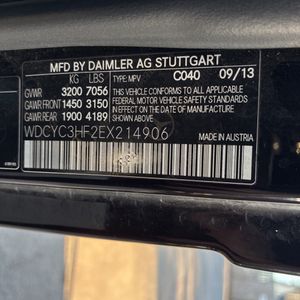 MFD BY DAIMLER AG STUTTGART
KG LBS TYPE: MPV C040 09/13
GVWR 3200 7056
GAWR FRONT 1450 3150
GAWR REAR 1900 4189
THIS VEHICLE CONFORMS TO ALL APPLICABLE
FEDERAL MOTOR VEHICLE SAFETY STANDARDS
IN EFFECT ON THE DATE OF
MANUFACTURE SHOWN ABOVE.
WDCYC3HF2EX214906
MADE IN AUSTRIA